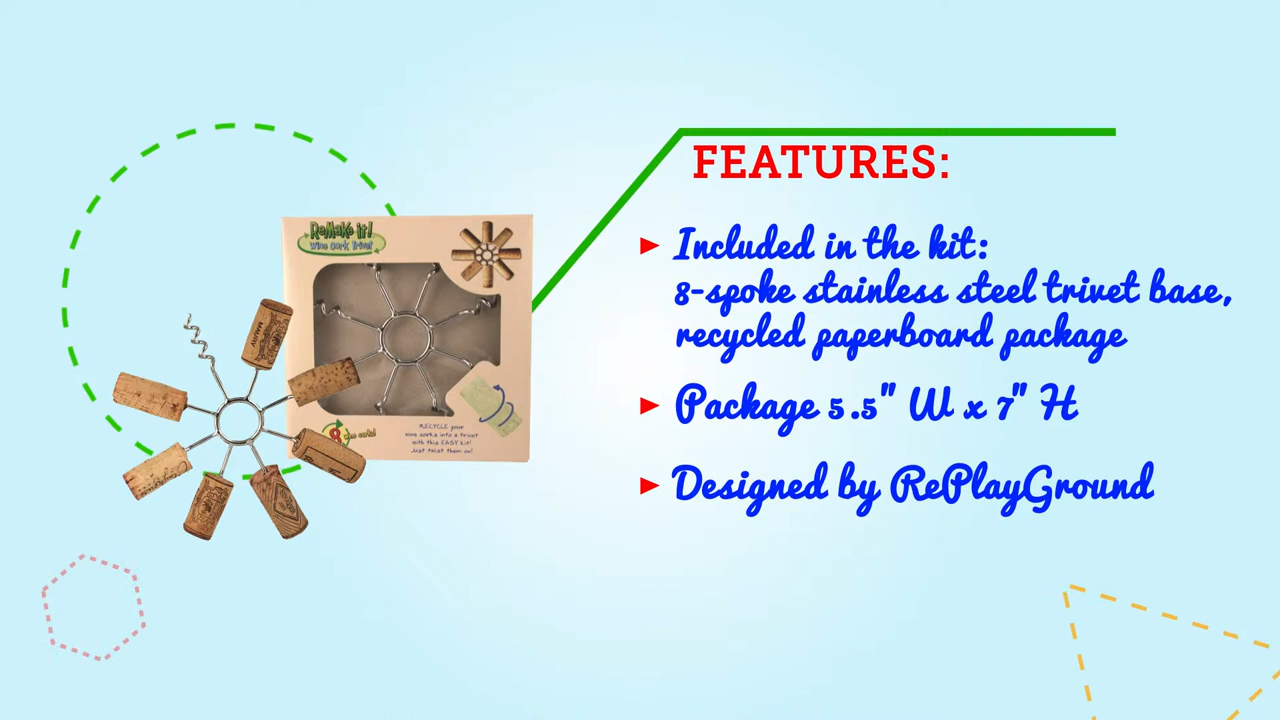 FEATURES:
Included in the kit:
8-spoke stainless steel trivet base,
recycled paperboard package
Package 5.5" W x 7" H
Designed by RePlayGround
ReMake it!
wine cork trivet
8
RECYCLE your
wine corks into a trivet
with this EASY kit!
Just twist them on!